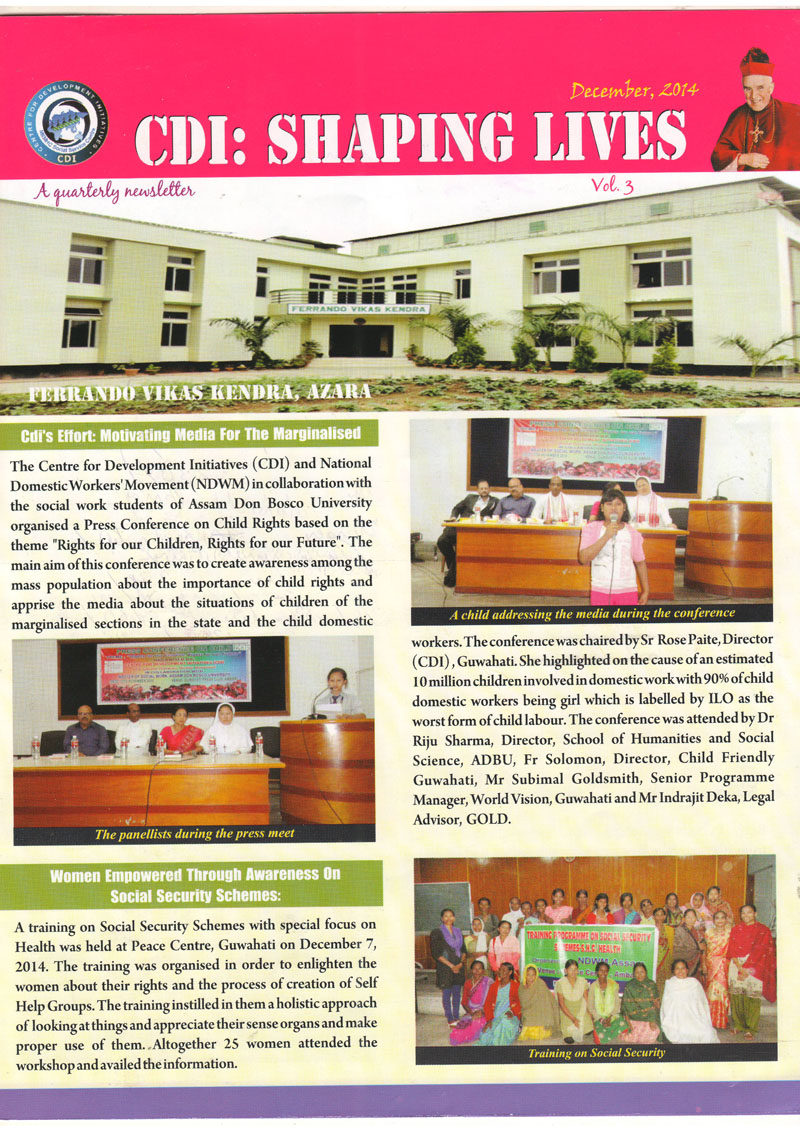 December, 2014
CENTRE FOR DEVELOPMENT INITIATIVES
CDI
CDI: SHAPING LIVES
A quarterly newsletter
Vol. 3
FERRANDO VIKAS KENDRA
FERRANDO VIKAS KENDRA, AZARA
Cdi's Effort: Motivating Media For The Marginalised
The Centre for Development Initiatives (CDI) and National
Domestic Workers' Movement (NDWM) in collaboration with
the social work students of Assam Don Bosco University
organised a Press Conference on Child Rights based on the
theme "Rights for our Children, Rights for our Future". The
main aim of this conference was to create awareness among the
mass population about the importance of child rights and
apprise the media about the situations of children of the
marginalised sections in the state and the child domestic
The panellists during the press meet
A child addressing the media during the conference
workers. The conference was chaired by Sr Rose Paite, Director
(CDI) , Guwahati. She highlighted on the cause of an estimated
10 million children involved in domestic work with 90% of child
domestic workers being girl which is labelled by ILO as the
worst form of child labour. The conference was attended by Dr
Riju Sharma, Director, School of Humanities and Social
Science, ADBU, Fr Solomon, Director, Child Friendly
Guwahati, Mr Subimal Goldsmith, Senior Programme
Manager, World Vision, Guwahati and Mr Indrajit Deka, Legal
Advisor, GOLD.
Women Empowered Through Awareness On
Social Security Schemes:
A training on Social Security Schemes with special focus on
Health was held at Peace Centre, Guwahati on December 7,
2014. The training was organised in order to enlighten the
women about their rights and the process of creation of Self
Help Groups. The training instilled in them a holistic approach
of looking at things and appreciate their sense organs and make
proper use of them. Altogether 25 women attended the
workshop and availed the information.
TRAINING PROGRAMME ON SOCIAL SECURITY
SCHEMES & HEALTH
NDWM Assam
Training on Social Security